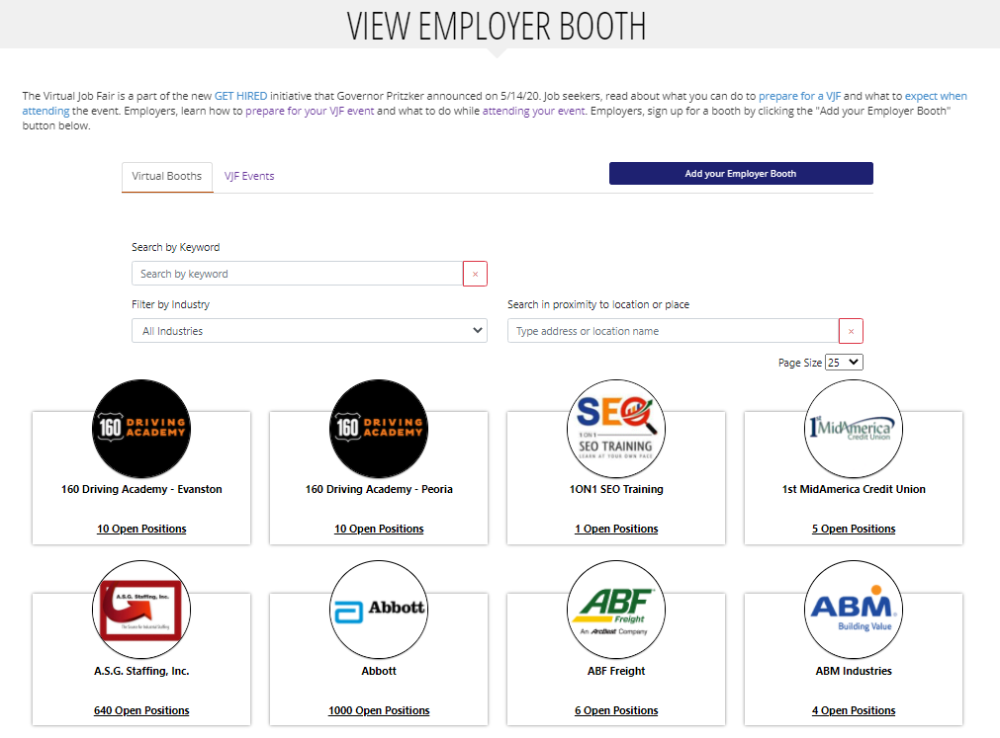 VIEW EMPLOYER BOOTH
The Virtual Job Fair is a part of the new GET HIRED initiative that Governor Pritzker announced on 5/14/20. Job seekers, read about what you can do to prepare for a VJF and what to expect when
attending the event. Employers, learn how to prepare for your VJF event and what to do while attending your event. Employers, sign up for a booth by clicking the "Add your Employer Booth"
button below.
Virtual Booths VJF Events Add your Employer Booth
Search by Keyword
Search by keyword ×
Filter by Industry Search in proximity to location or place
All Industries Type address or location name ×
Page Size 25
160 DRIVING ACADEMY
160 DRIVING ACADEMY
SEO
1 ON 1
SEO TRAINING
LEARN AT YOUR OWN PACE
1st MidAmerica
Credit Union
160 Driving Academy - Evanston 160 Driving Academy - Peoria 1ON1 SEO Training 1st MidAmerica Credit Union
10 Open Positions 10 Open Positions 1 Open Positions 5 Open Positions
A.S.G. Staffing, Inc.
Abbott
ABF
Freight
An ArcBest Company
ABM
Building Value
A.S.G. Staffing, Inc. Abbott ABF Freight ABM Industries
640 Open Positions 1000 Open Positions 6 Open Positions 4 Open Positions